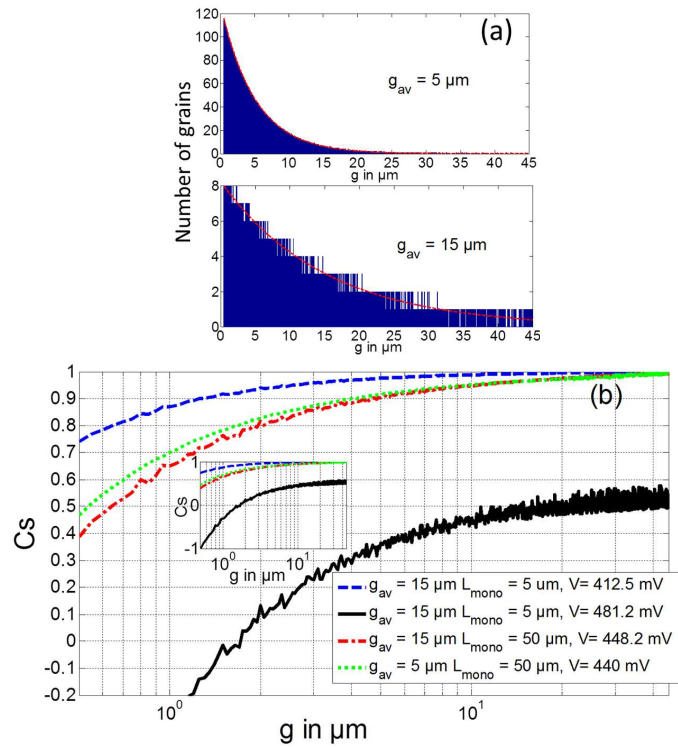 120
(a)
100
80
g_av = 5 µm
60
40
20
0
0 5 10 15 20 25 30 35 40 45
g in µm
Number of grains
8
6
g_av = 15 µm
4
2
0
0 5 10 15 20 25 30 35 40 45
g in µm
1
(b)
0.9
0.8
0.7
0.6
0.5
0.4
0.3
0.2
0.1
0
-0.1
-0.2
Cs
1
0
-1
Cs
10^0 10^1
g in µm
g_av = 15 µm L_mono = 5 um, V= 412.5 mV
g_av = 15 µm L_mono = 5 µm, V= 481.2 mV
g_av = 15 µm L_mono = 50 µm, V= 448.2 mV
g_av = 5 µm L_mono = 50 µm, V= 440 mV
10^0 10^1
g in µm